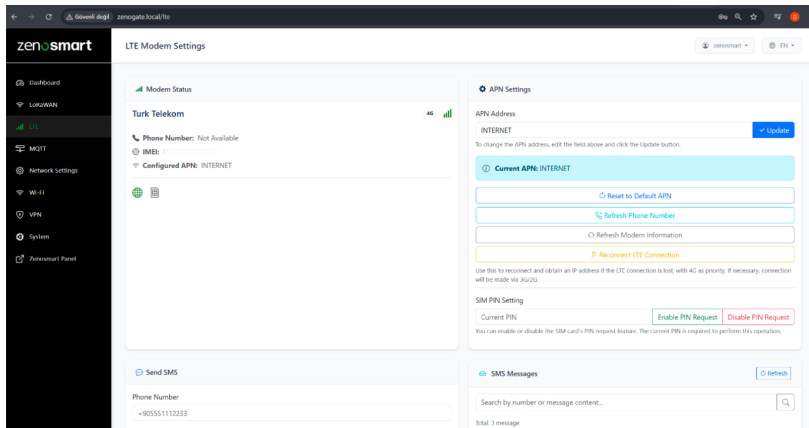 Güvenli değil
zenogate.local/lte
zenosmart
LTE Modem Settings
zenosmart
EN
Dashboard
LoRaWAN
LTE
MQTT
Network Settings
Wi-Fi
VPN
System
Zenosmart Panel
Modem Status
Turk Telekom
4G
Phone Number: Not Available
IMEI:
Configured APN: INTERNET
APN Settings
APN Address
INTERNET
Update
To change the APN address, edit the field above and click the Update button.
Current APN: INTERNET
Reset to Default APN
Refresh Phone Number
Refresh Modem Information
Reconnect LTE Connection
Use this to reconnect and obtain an IP address if the LTE connection is lost, with 4G as priority. If necessary, connection
will be made via 3G/2G.
SIM PIN Setting
Current PIN
Enable PIN Request
Disable PIN Request
You can enable or disable the SIM card's PIN request feature. The current PIN is required to perform this operation.
Send SMS
Phone Number
+905551112233
SMS Messages
Refresh
Search by number or message content...
Total: 3 message